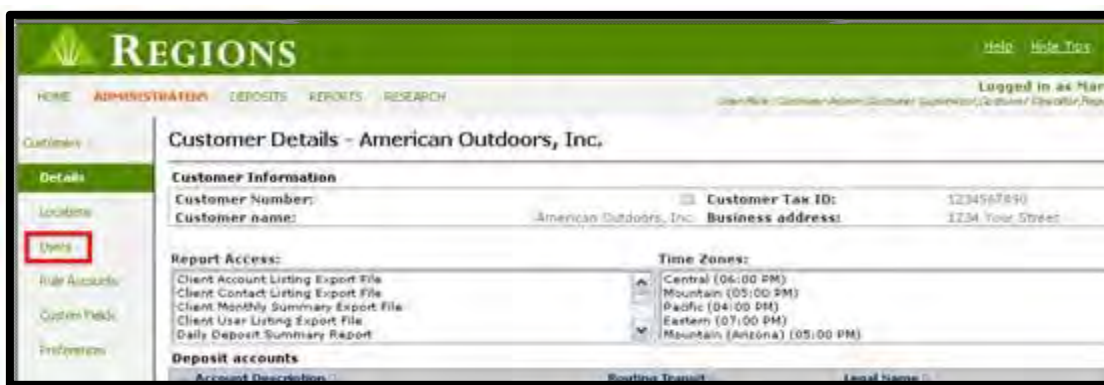 REGIONS
Help Hide Tips
HOME ADMINISTRATION DEPOSITS REPORTS RESEARCH
Logged in as Mar
Customers
Details
Locations
Users
Custom Fields
Preferences
Customer Details - American Outdoors, Inc.
Customer Information
Customer Number: Customer Tax ID: 1234567890
Customer name: American Outdoors, Inc. Business address: 1234 Your Street
Report Access: Time Zones:
Client Account Listing Export File
Client Contact Listing Export File
Client Monthly Summary Export File
Client User Listing Export File
Daily Deposit Summary Report
Central (06:00 PM)
Mountain (05:00 PM)
Pacific (04:00 PM)
Eastern (07:00 PM)
Mountain (Arizona) (05:00 PM)
Deposit accounts
Account Description Routing Transit Legal Name